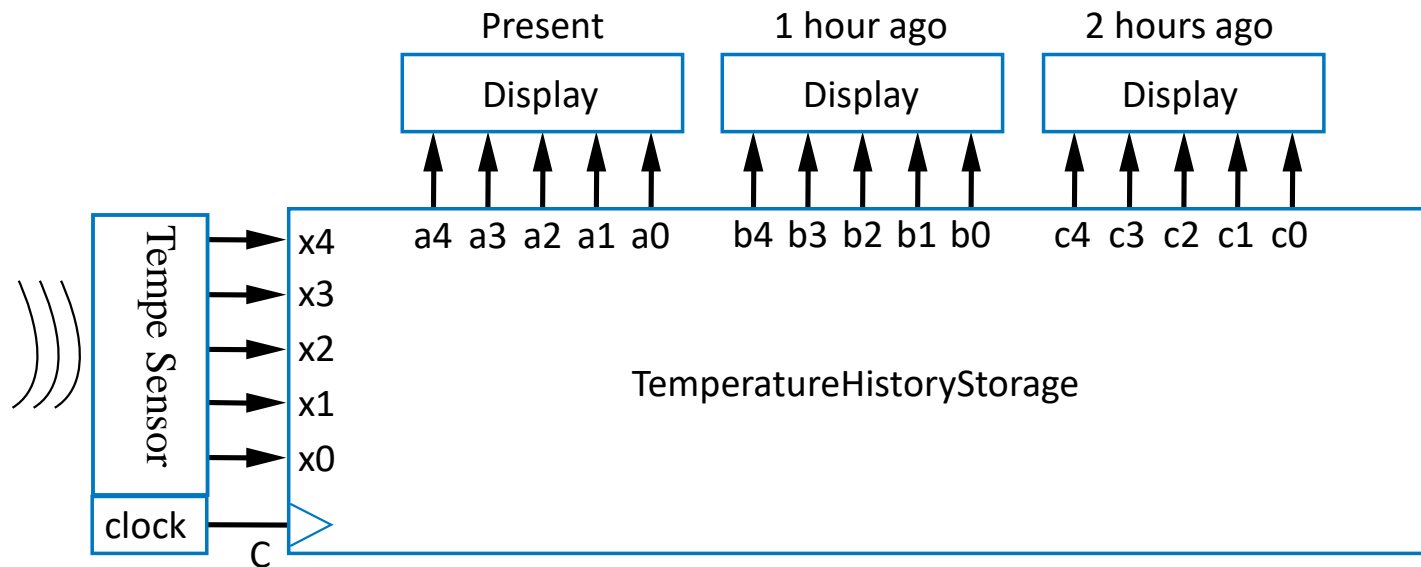 Present 1 hour ago 2 hours ago
Display Display Display
a4 a3 a2 a1 a0 b4 b3 b2 b1 b0 c4 c3 c2 c1 c0
Tempe Sensor
x4
x3
x2
x1
x0
TemperatureHistoryStorage
clock
C